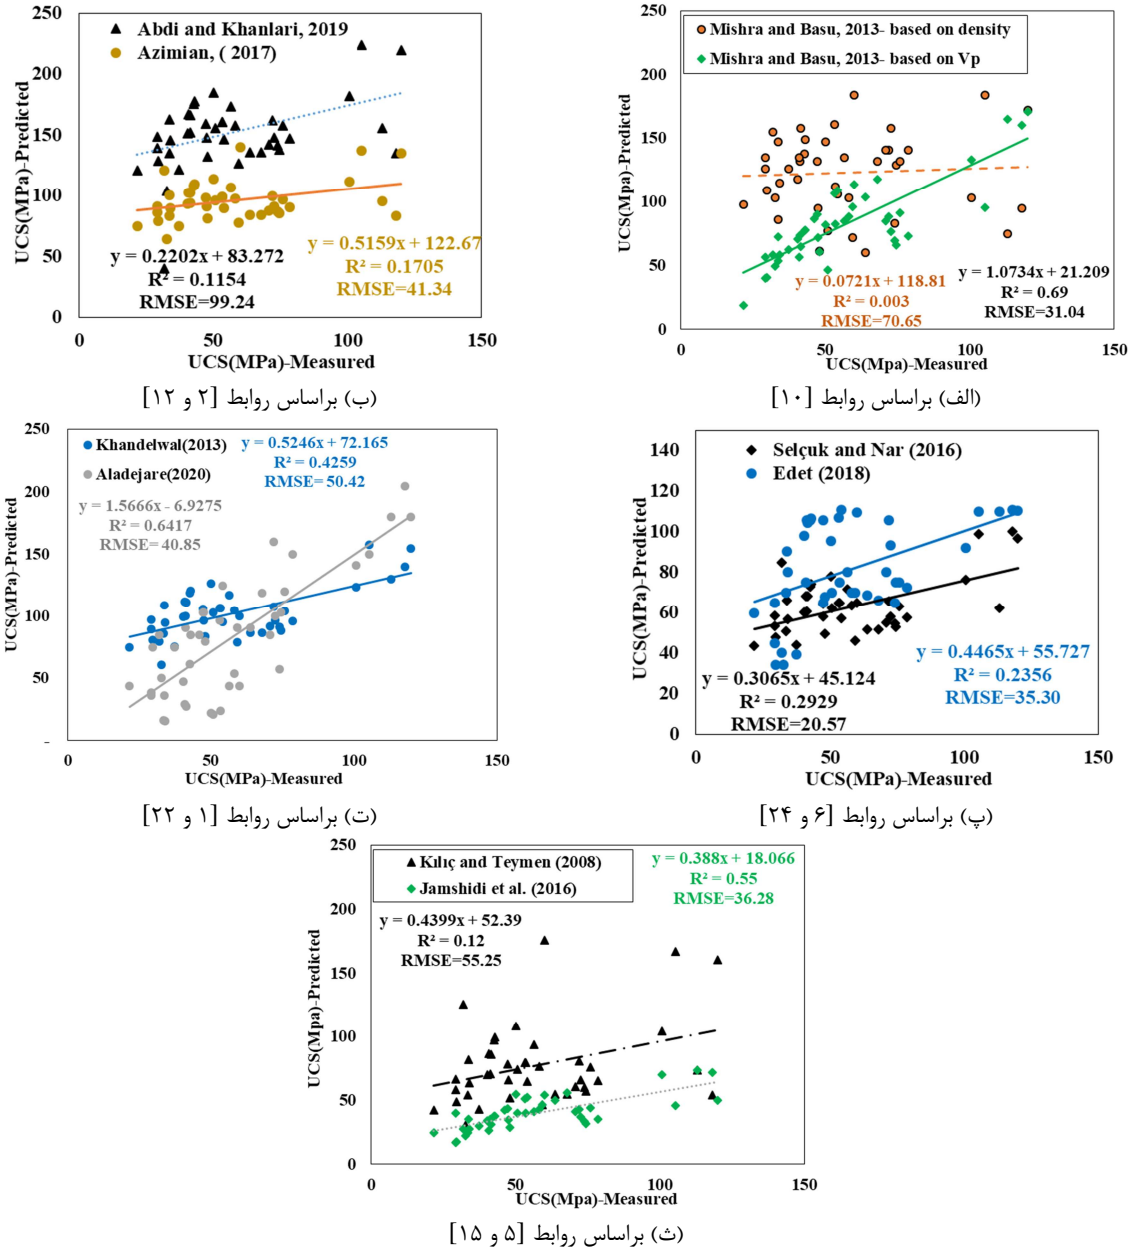 250
200
150
100
50
0
0
50
100
150
UCS(MPa)-Predicted
UCS(MPa)-Measured
Abdi and Khanlari, 2019
Azimian, ( 2017)
y = 0.2202x + 83.272
R² = 0.1154
RMSE=99.24
y = 0.5159x + 122.67
R² = 0.1705
RMSE=41.34
(ب) براساس روابط [۲ و ۱۲]
250
200
150
100
50
0
0
50
100
150
UCS(Mpa)-Predicted
UCS(Mpa)-Measured
Mishra and Basu, 2013- based on density
Mishra and Basu, 2013- based on Vp
y = 0.0721x + 118.81
R² = 0.003
RMSE=70.65
y = 1.0734x + 21.209
R² = 0.69
RMSE=31.04
(الف) براساس روابط [۱۰]
250
200
150
100
50
-
0
50
100
150
UCS(MPa)-Predicted
UCS(MPa)-Measured
Khandelwal(2013)
Aladejare(2020)
y = 0.5246x + 72.165
R² = 0.4259
RMSE= 50.42
y = 1.5666x - 6.9275
R² = 0.6417
RMSE= 40.85
(ت) براساس روابط [۱ و ۲۲]
140
120
100
80
60
40
20
0
0
50
100
150
UCS(MPa)-Predicted
UCS(MPa)-Measured
Selçuk and Nar (2016)
Edet (2018)
y = 0.3065x + 45.124
R² = 0.2929
RMSE=20.57
y = 0.4465x + 55.727
R² = 0.2356
RMSE=35.30
(پ) براساس روابط [۶ و ۲۴]
250
200
150
100
50
0
0
50
100
150
UCS(Mpa)-Predicted
UCS(Mpa)-Measured
Kılıç and Teymen (2008)
Jamshidi et al. (2016)
y = 0.4399x + 52.39
R² = 0.12
RMSE=55.25
y = 0.388x + 18.066
R² = 0.55
RMSE=36.28
(ث) براساس روابط [۵ و ۱۵]